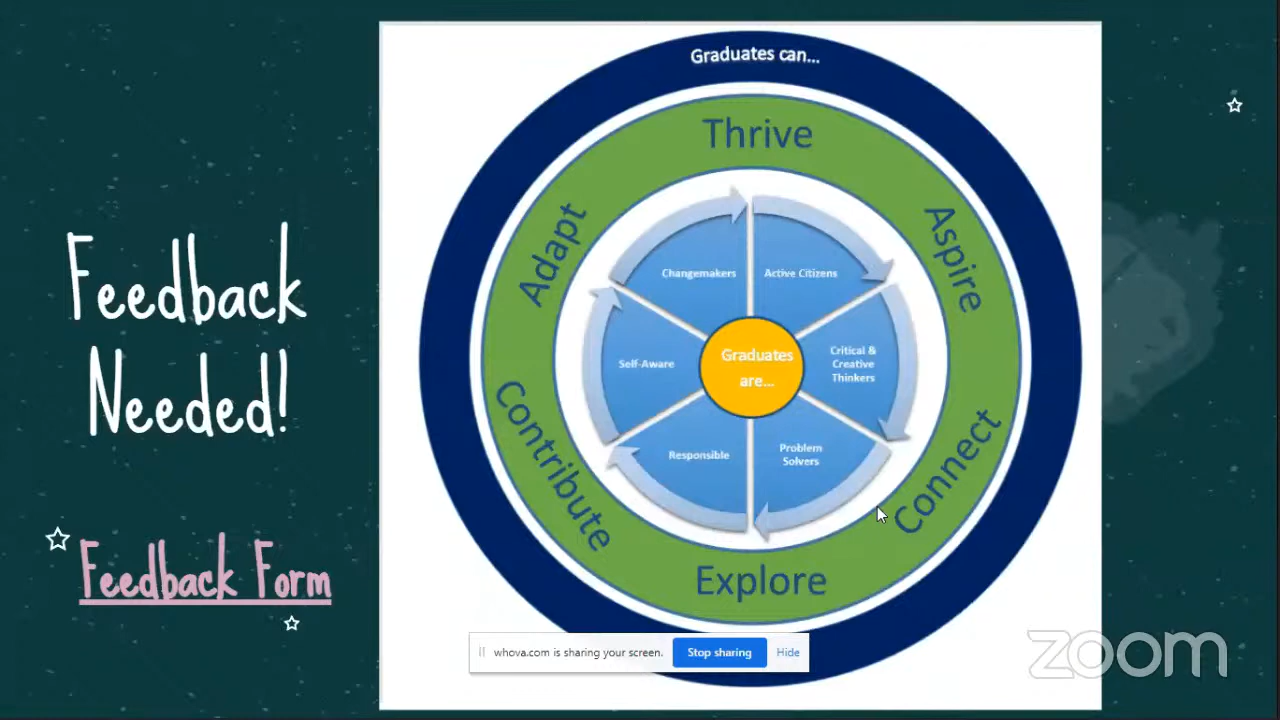 Graduates can...
Thrive
Adapt
Aspire
Changemakers
Active Citizens
Feedback
Needed!
Self-Aware
Graduates
are...
Critical &
Creative
Thinkers
Responsible
Problem
Solvers
Contribute
Connect
Explore
Feedback Form
whova.com is sharing your screen.
Stop sharing
Hide
zoom